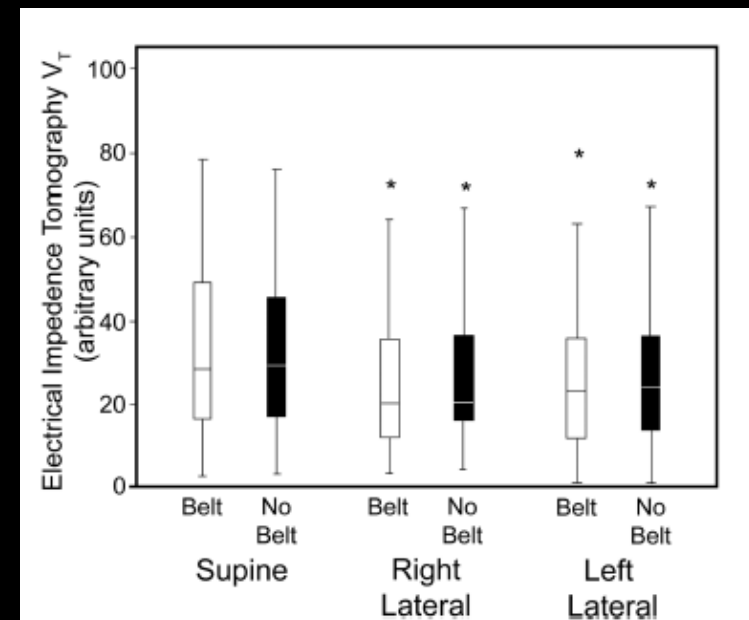 Electrical Impedence Tomography V_T
(arbitrary units)
100
80
60
40
20
0
* * * *
Belt No Belt Belt No Belt Belt No Belt
Supine Right Lateral Left Lateral